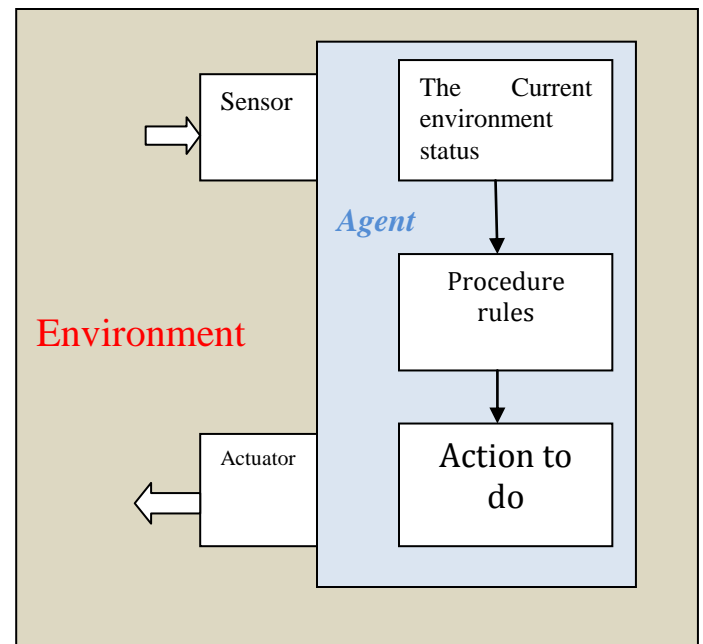 Sensor
The Current
environment
status
Agent
Procedure
rules
Environment
Actuator
Action to
do